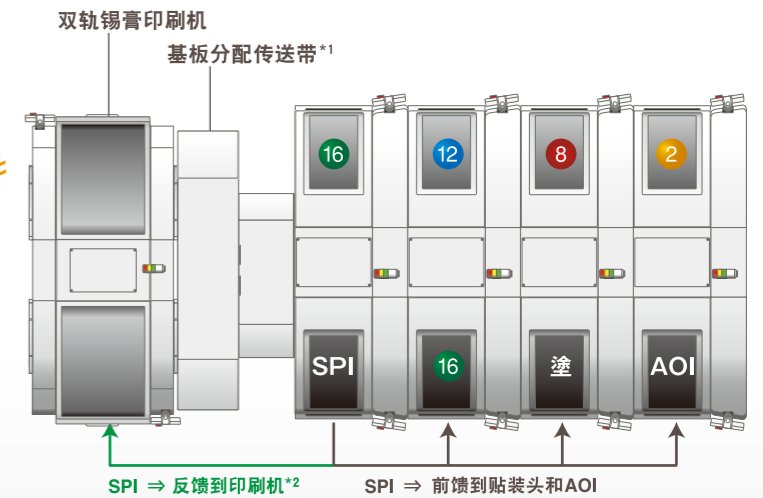 双轨锡膏印刷机
基板分配传送带*1
16
12
8
2
SPI
16
塗
AOI
SPI ⇒ 反馈到印刷机*2
SPI ⇒ 前馈到贴装头和AOI